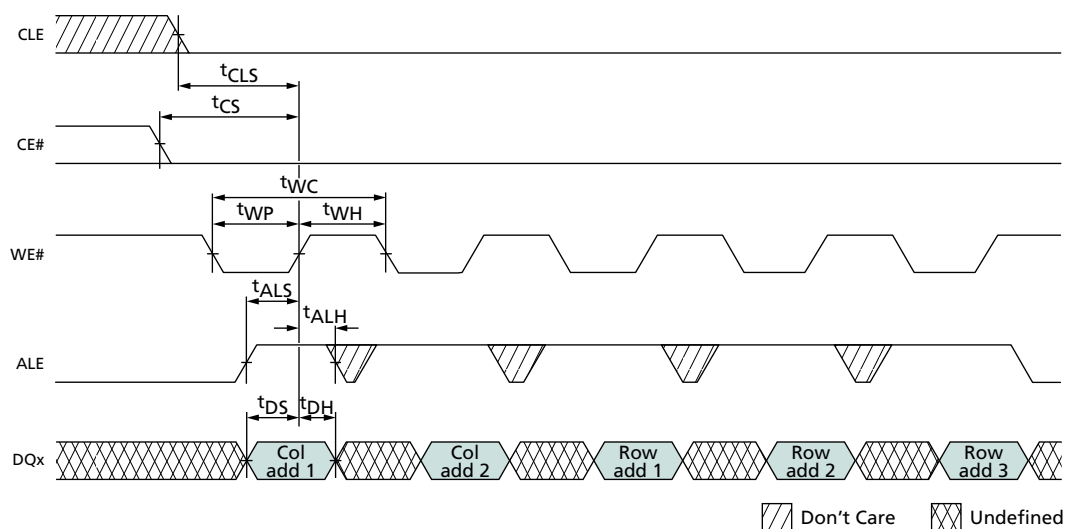 CLE
tCLS
tCS
CE#
tWC
tWP
tWH
WE#
tALS
tALH
ALE
tDS
tDH
DQx
Col
add 1
Col
add 2
Row
add 1
Row
add 2
Row
add 3
Don't Care
Undefined